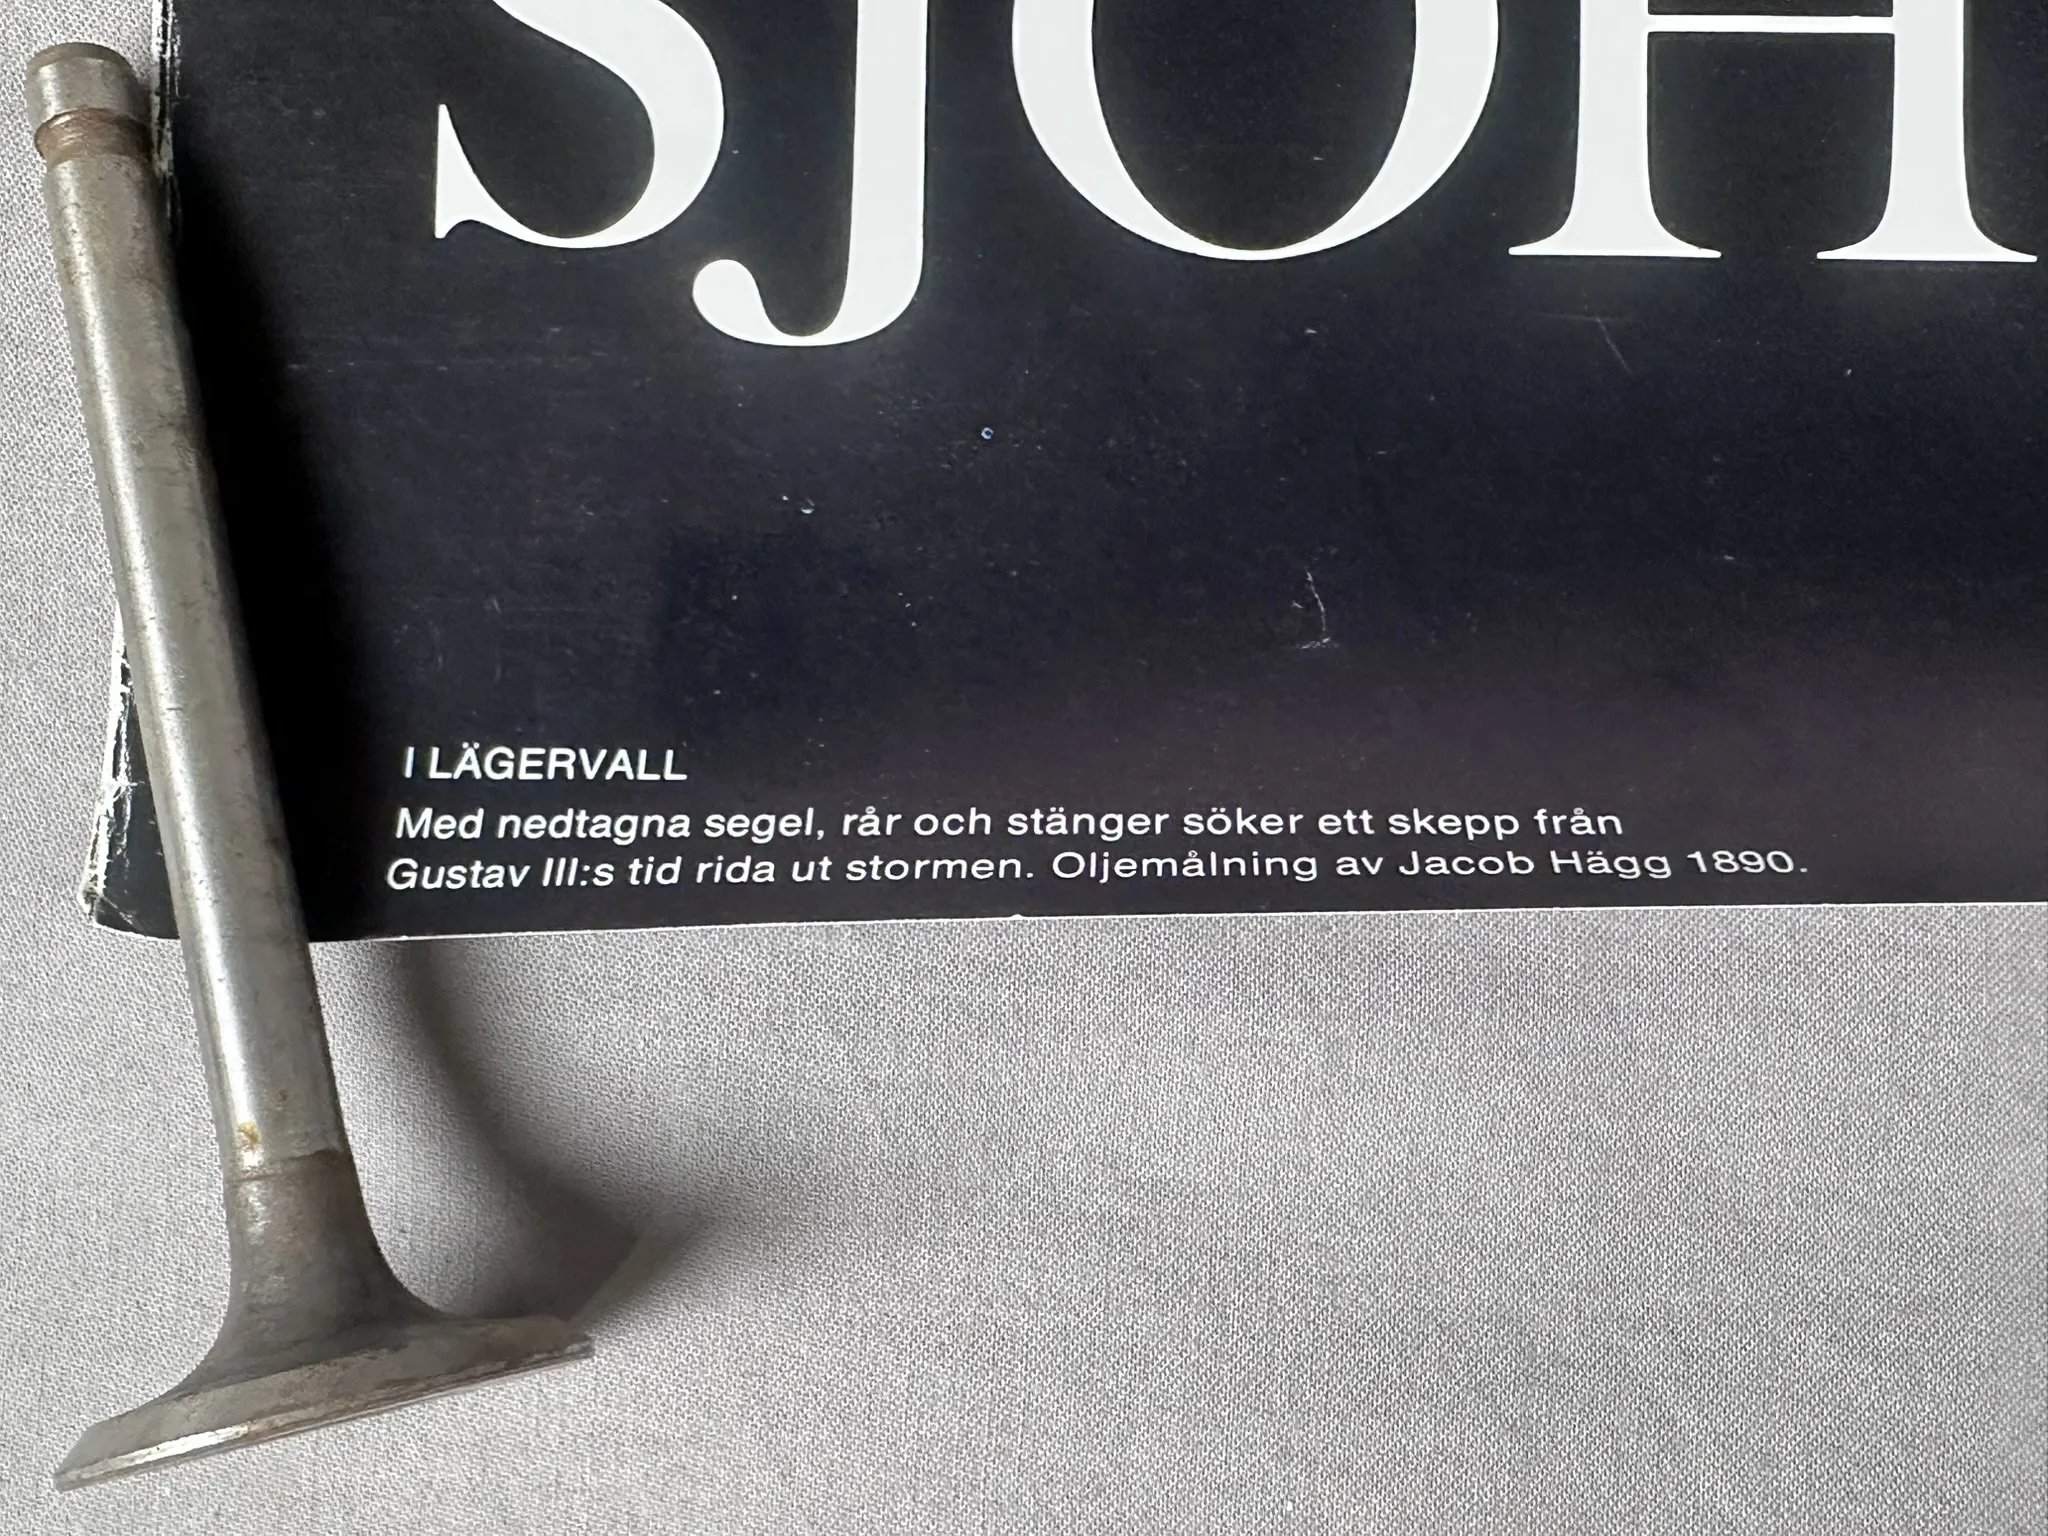 SJÖH
I LÄGERVALL
Med nedtagna segel, rår och stänger söker ett skepp från
Gustav III:s tid rida ut stormen. Oljemålning av Jacob Hägg 1890.